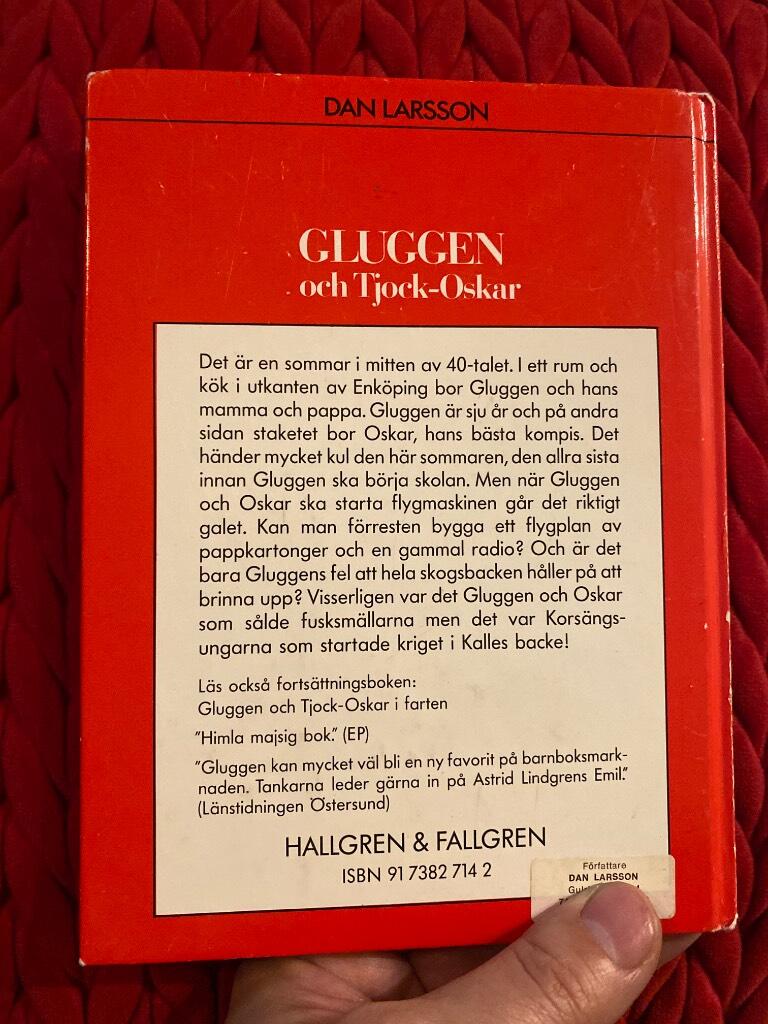 DAN LARSSON
GLUGGEN
och Tjock-Oskar
Det är en sommar i mitten av 40-talet. I ett rum och
kök i utkanten av Enköping bor Gluggen och hans
mamma och pappa. Gluggen är sju år och på andra
sidan staketet bor Oskar, hans bästa kompis. Det
händer mycket kul den här sommaren, den allra sista
innan Gluggen ska börja skolan. Men när Gluggen
och Oskar ska starta flygmaskinen går det riktigt
galet. Kan man förresten bygga ett flygplan av
pappkartonger och en gammal radio? Och är det
bara Gluggens fel att hela skogsbacken håller på att
brinna upp? Visserligen var det Gluggen och Oskar
som sålde fusksmällarna men det var Korsängs-
ungarna som startade kriget i Kalles backe!
Läs också fortsättningsboken:
Gluggen och Tjock-Oskar i farten
"Himla majsig bok." (EP)
"Gluggen kan mycket väl bli en ny favorit på barnboksmark-
naden. Tankarna leder gärna in på Astrid Lindgrens Emil."
(Länstidningen Östersund)
HALLGREN & FALLGREN
ISBN 91 7382 714 2
Författare
DAN LARSSON